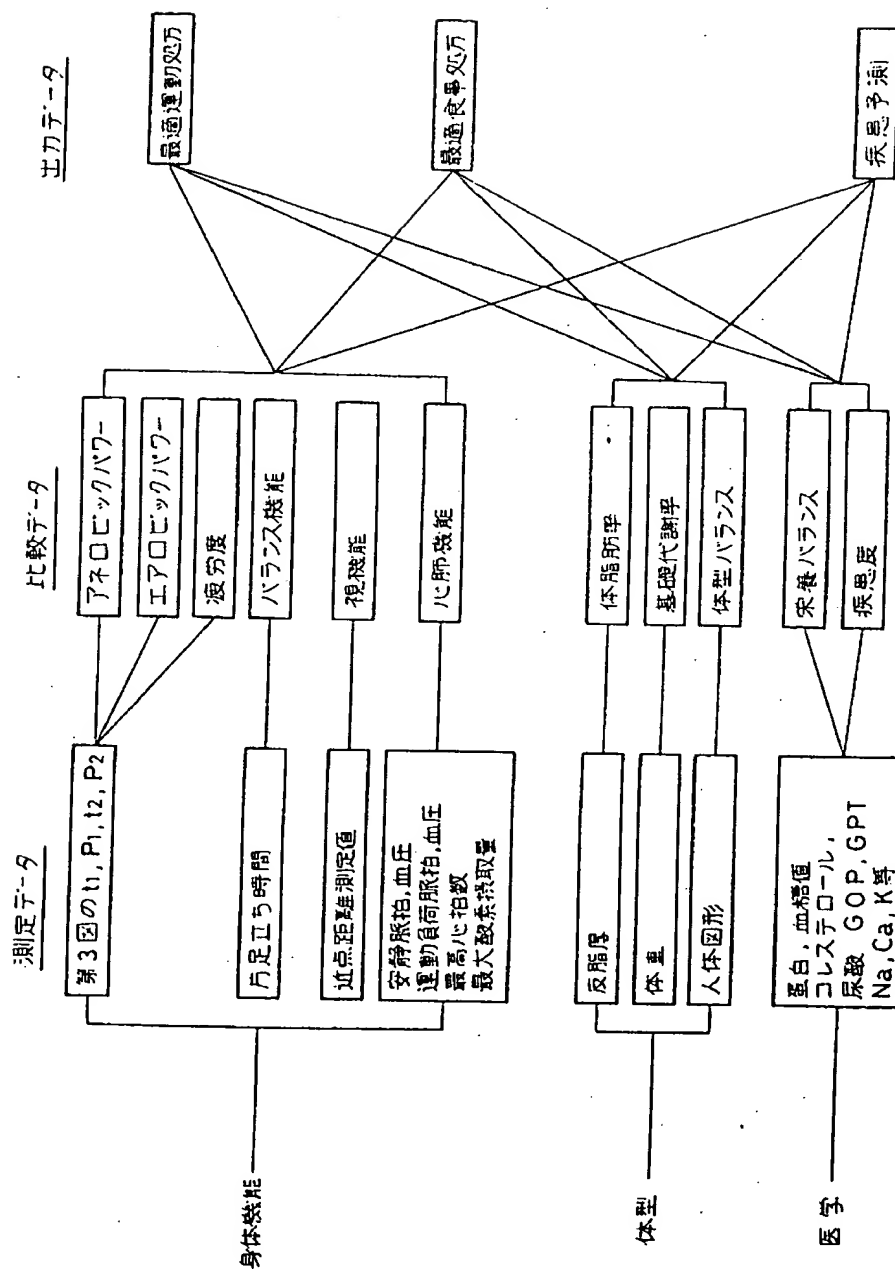 測定データ
比較データ
出力データ
身体機能
第3図のt1, P1, t2, P2
アネロビックパワー
エアロビックパワー
疲労度
片足立ち時間
バランス機能
近点距離測定値
視機能
安静脈拍,血圧
運動負荷脈拍,血圧
最高心拍数
最大酸素摂取量
心肺機能
体型
皮脂厚
体脂肪率
体重
基礎代謝率
人体図形
体型バランス
医学
蛋白,血糖値
コレステロール,
尿酸 GOP,GPT
Na,Ca,K等
栄養バランス
疾患度
最適運動処方
最適食事処方
疾患予測